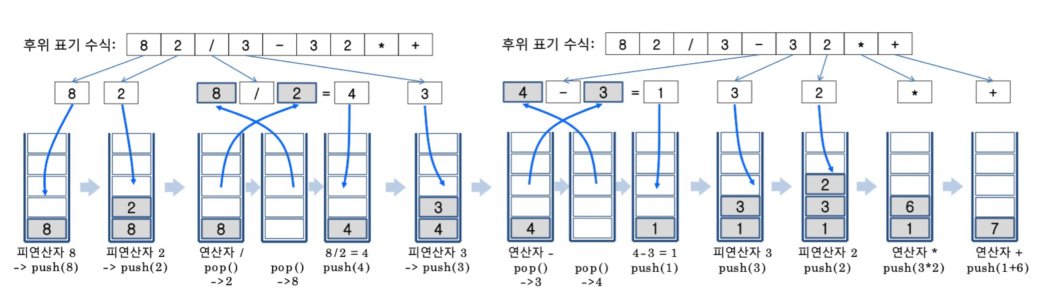 후위 표기 수식: 8 2 / 3 - 3 2 * +
8 2 8 / 2 = 4 3
8
2
8
4
3
4
피연산자 8
-> push(8)
피연산자 2
-> push(2)
연산자 /
pop()
->2
pop()
->8
8/2 = 4
push(4)
피연산자 3
-> push(3)
후위 표기 수식: 8 2 / 3 - 3 2 * +
4 - 3 = 1 3 2 * +
4
1
3
1
2
3
1
6
1
7
연산자 -
pop()
->3
pop()
->4
4-3 = 1
push(1)
피연산자 3
push(3)
피연산자 2
push(2)
연산자 *
push(3*2)
연산자 +
push(1+6)